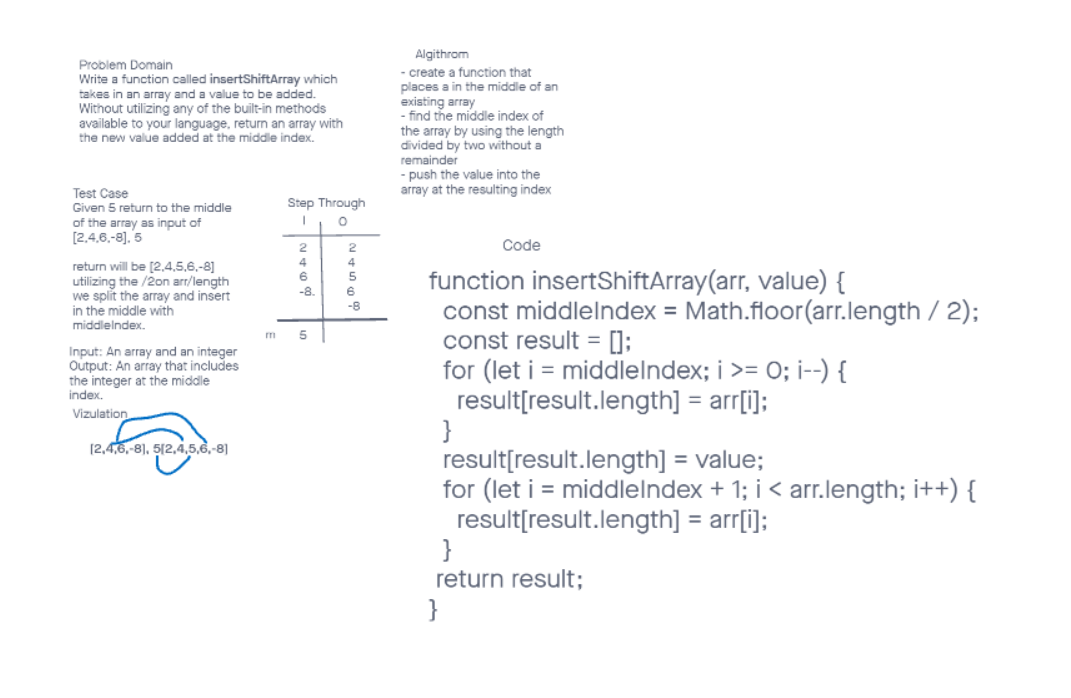 Problem Domain
Write a function called insertShiftArray which
takes in an array and a value to be added.
Without utilizing any of the built-in methods
available to your language, return an array with
the new value added at the middle index.
Algithrom
- create a function that
places a in the middle of an
existing array
- find the middle index of
the array by using the length
divided by two without a
remainder
- push the value into the
array at the resulting index
Test Case
Given 5 return to the middle
of the array as input of
[2,4,6,-8], 5
return will be [2,4,5,6,-8]
utilizing the /2on arr/length
we split the array and insert
in the middle with
middleIndex.
Input: An array and an integer
Output: An array that includes
the integer at the middle
index.
Vizulation
[2,4,6,-8], 5[2,4,5,6,-8]
Step Through
I O
2 2
4 4
6 5
-8. 6
-8
m 5
Code
function insertShiftArray(arr, value) {
const middleIndex = Math.floor(arr.length / 2);
const result = [];
for (let i = middleIndex; i >= 0; i--) {
result[result.length] = arr[i];
}
result[result.length] = value;
for (let i = middleIndex + 1; i < arr.length; i++) {
result[result.length] = arr[i];
}
return result;
}